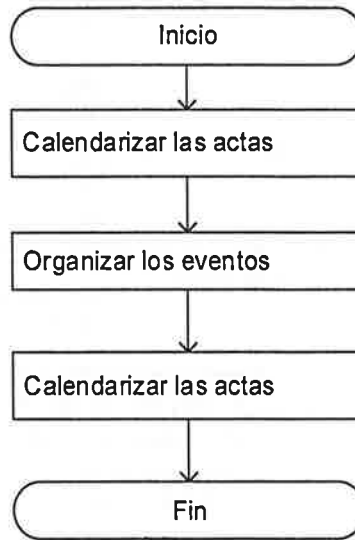 Inicio
Calendarizar las actas
Organizar los eventos
Calendarizar las actas
Fin